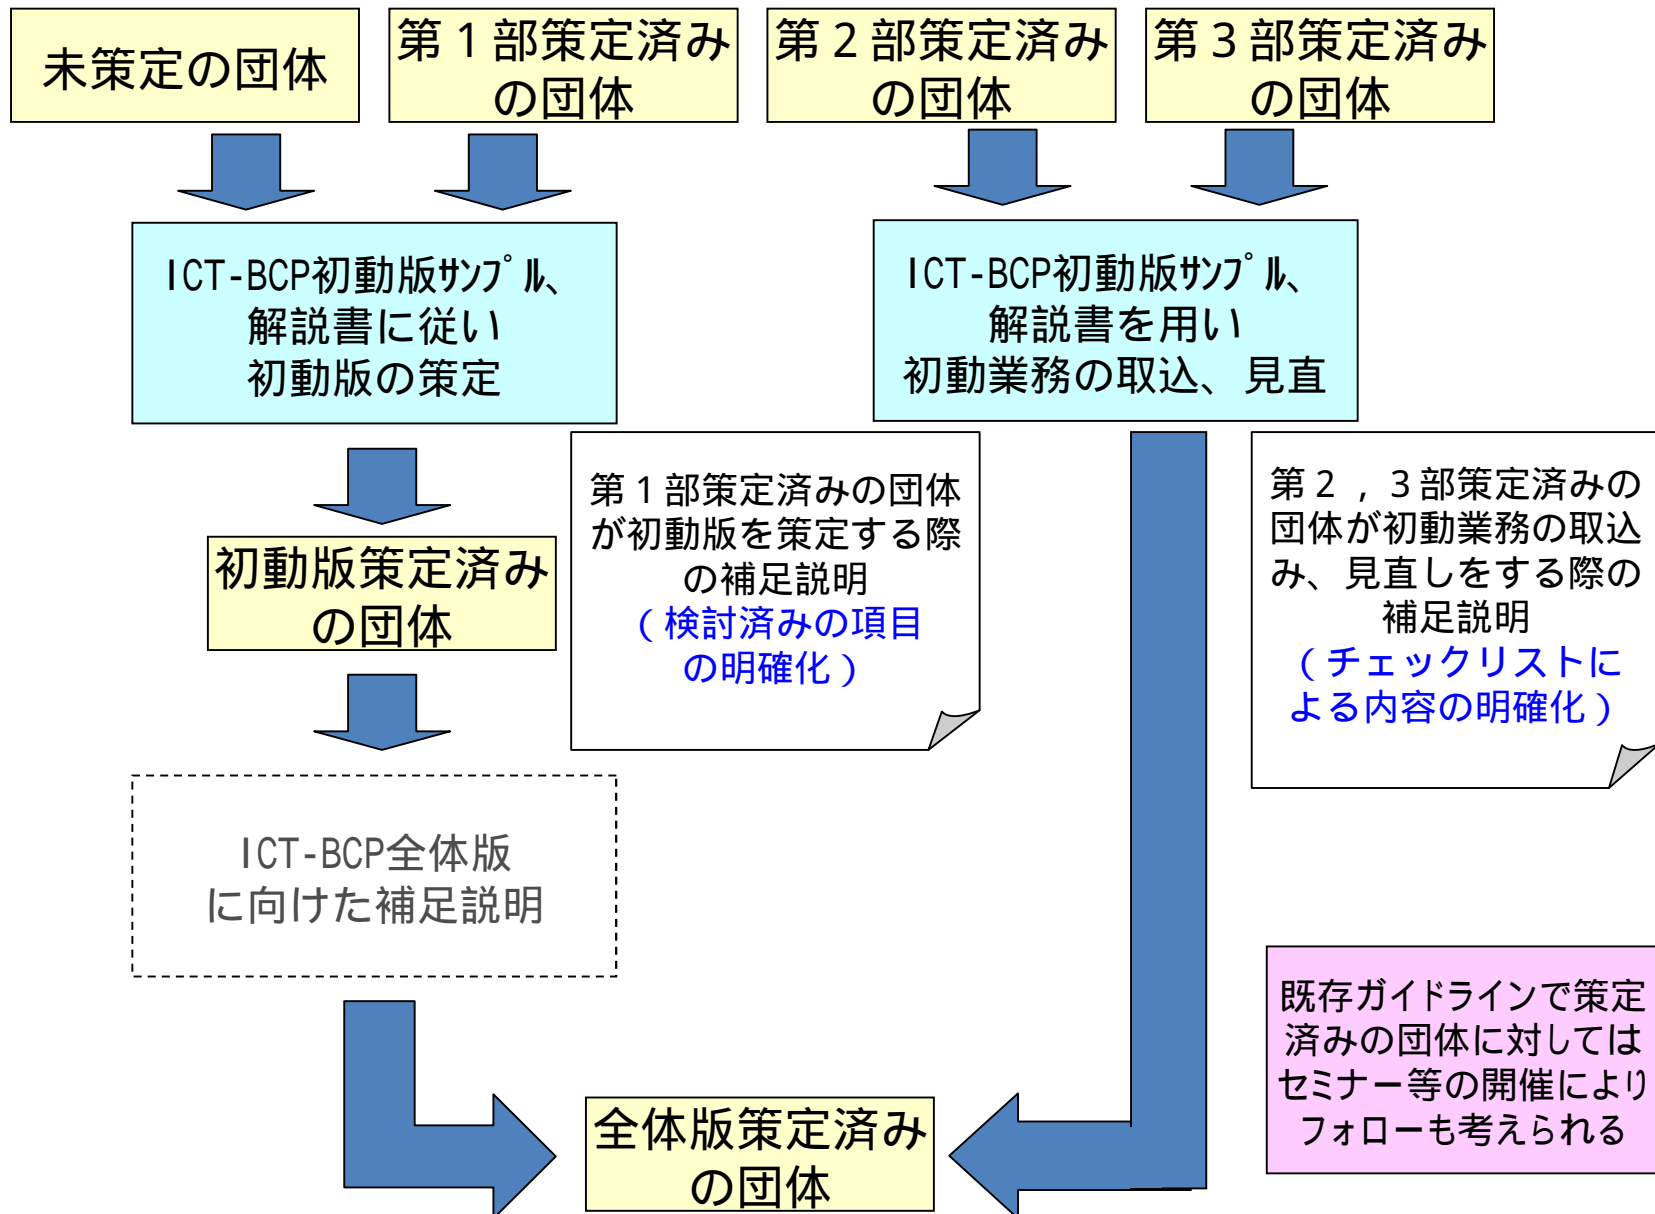 未策定の団体
第１部策定済み
の団体
第２部策定済み
の団体
第３部策定済み
の団体
ICT-BCP初動版ｻﾝﾌﾟﾙ、
解説書に従い
初動版の策定
ICT-BCP初動版ｻﾝﾌﾟﾙ、
解説書を用い
初動業務の取込、見直
初動版策定済み
の団体
第１部策定済みの団体
が初動版を策定する際
の補足説明
（検討済みの項目
の明確化）
第２，３部策定済みの
団体が初動業務の取込
み、見直しをする際の
補足説明
（チェックリストに
よる内容の明確化）
ICT-BCP全体版
に向けた補足説明
既存ガイドラインで策定
済みの団体に対しては
セミナー等の開催により
フォローも考えられる
全体版策定済み
の団体